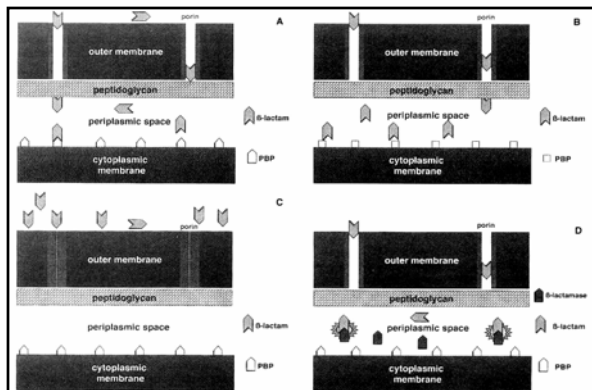 A
porin
outer membrane
peptidoglycan
periplasmic space
ß-lactam
cytoplasmic
membrane
PBP
B
porin
outer membrane
peptidoglycan
periplasmic space
ß-lactam
cytoplasmic
membrane
PBP
C
porin
outer membrane
peptidoglycan
periplasmic space
ß-lactam
cytoplasmic
membrane
PBP
D
porin
outer membrane
peptidoglycan
ß-lactamase
periplasmic space
ß-lactam
cytoplasmic
membrane
PBP